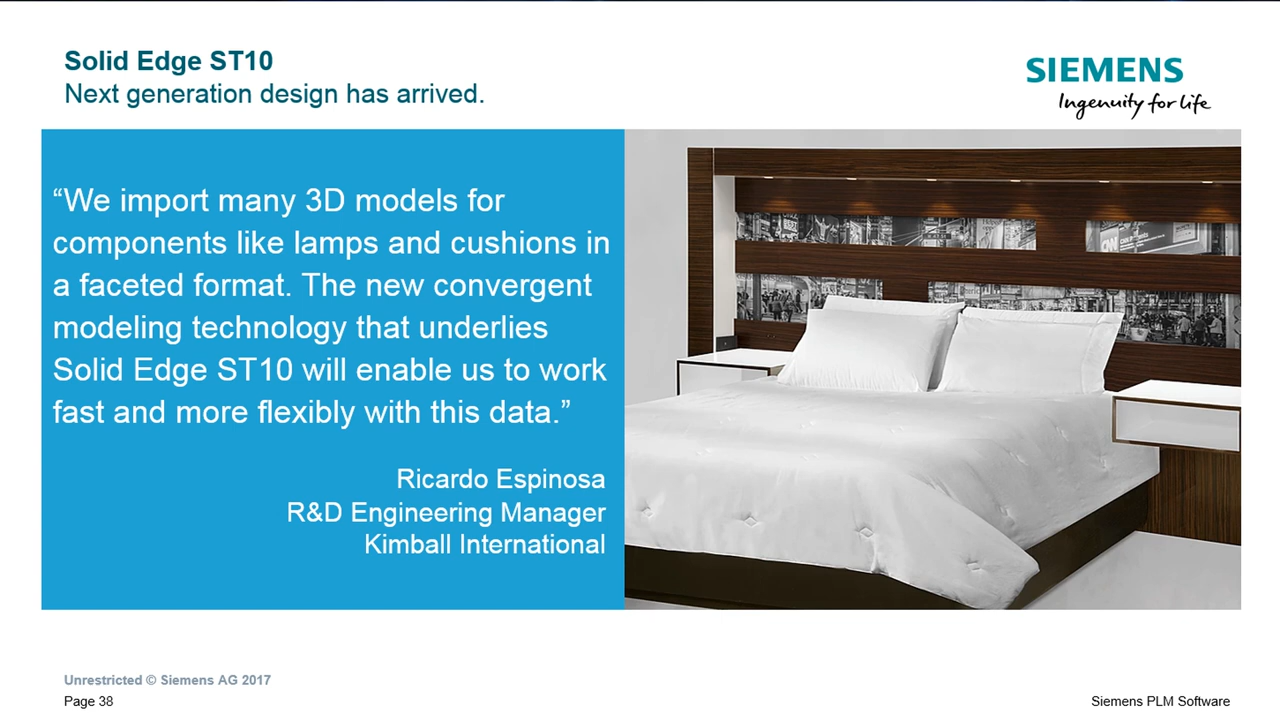 Solid Edge ST10
Next generation design has arrived.
SIEMENS
Ingenuity for life
“We import many 3D models for
components like lamps and cushions in
a faceted format. The new convergent
modeling technology that underlies
Solid Edge ST10 will enable us to work
fast and more flexibly with this data.”
Ricardo Espinosa
R&D Engineering Manager
Kimball International
CNN
Unrestricted © Siemens AG 2017
Page 38
Siemens PLM Software